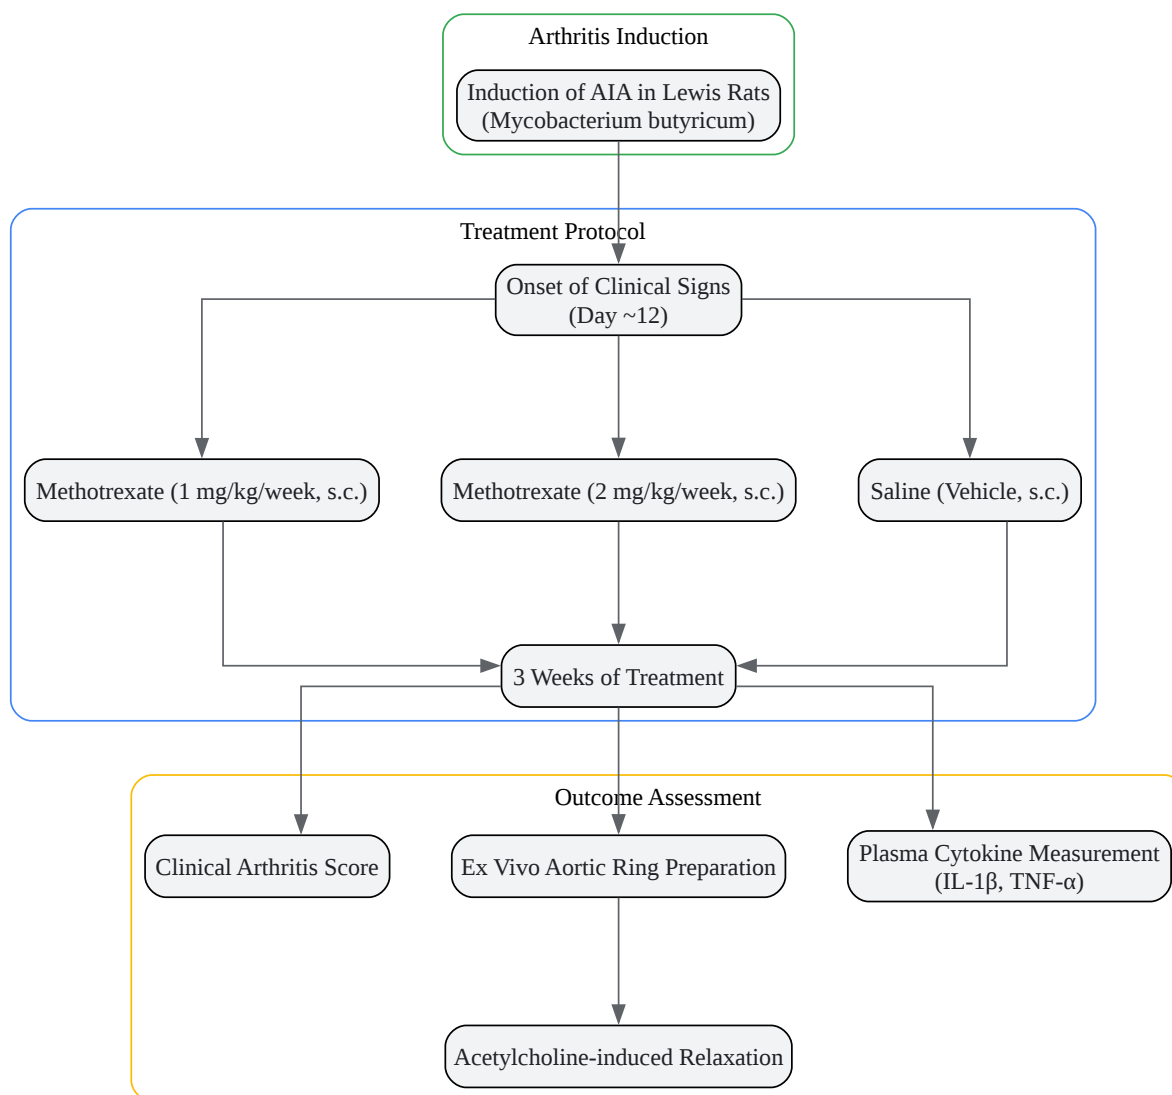 Arthritis Induction
Induction of AIA in Lewis Rats
(Mycobacterium butyricum)
Treatment Protocol
Onset of Clinical Signs
(Day ~12)
Methotrexate (1 mg/kg/week, s.c.)
Methotrexate (2 mg/kg/week, s.c.)
Saline (Vehicle, s.c.)
3 Weeks of Treatment
Outcome Assessment
Clinical Arthritis Score
Ex Vivo Aortic Ring Preparation
Plasma Cytokine Measurement
(IL-1β, TNF-α)
Acetylcholine-induced Relaxation